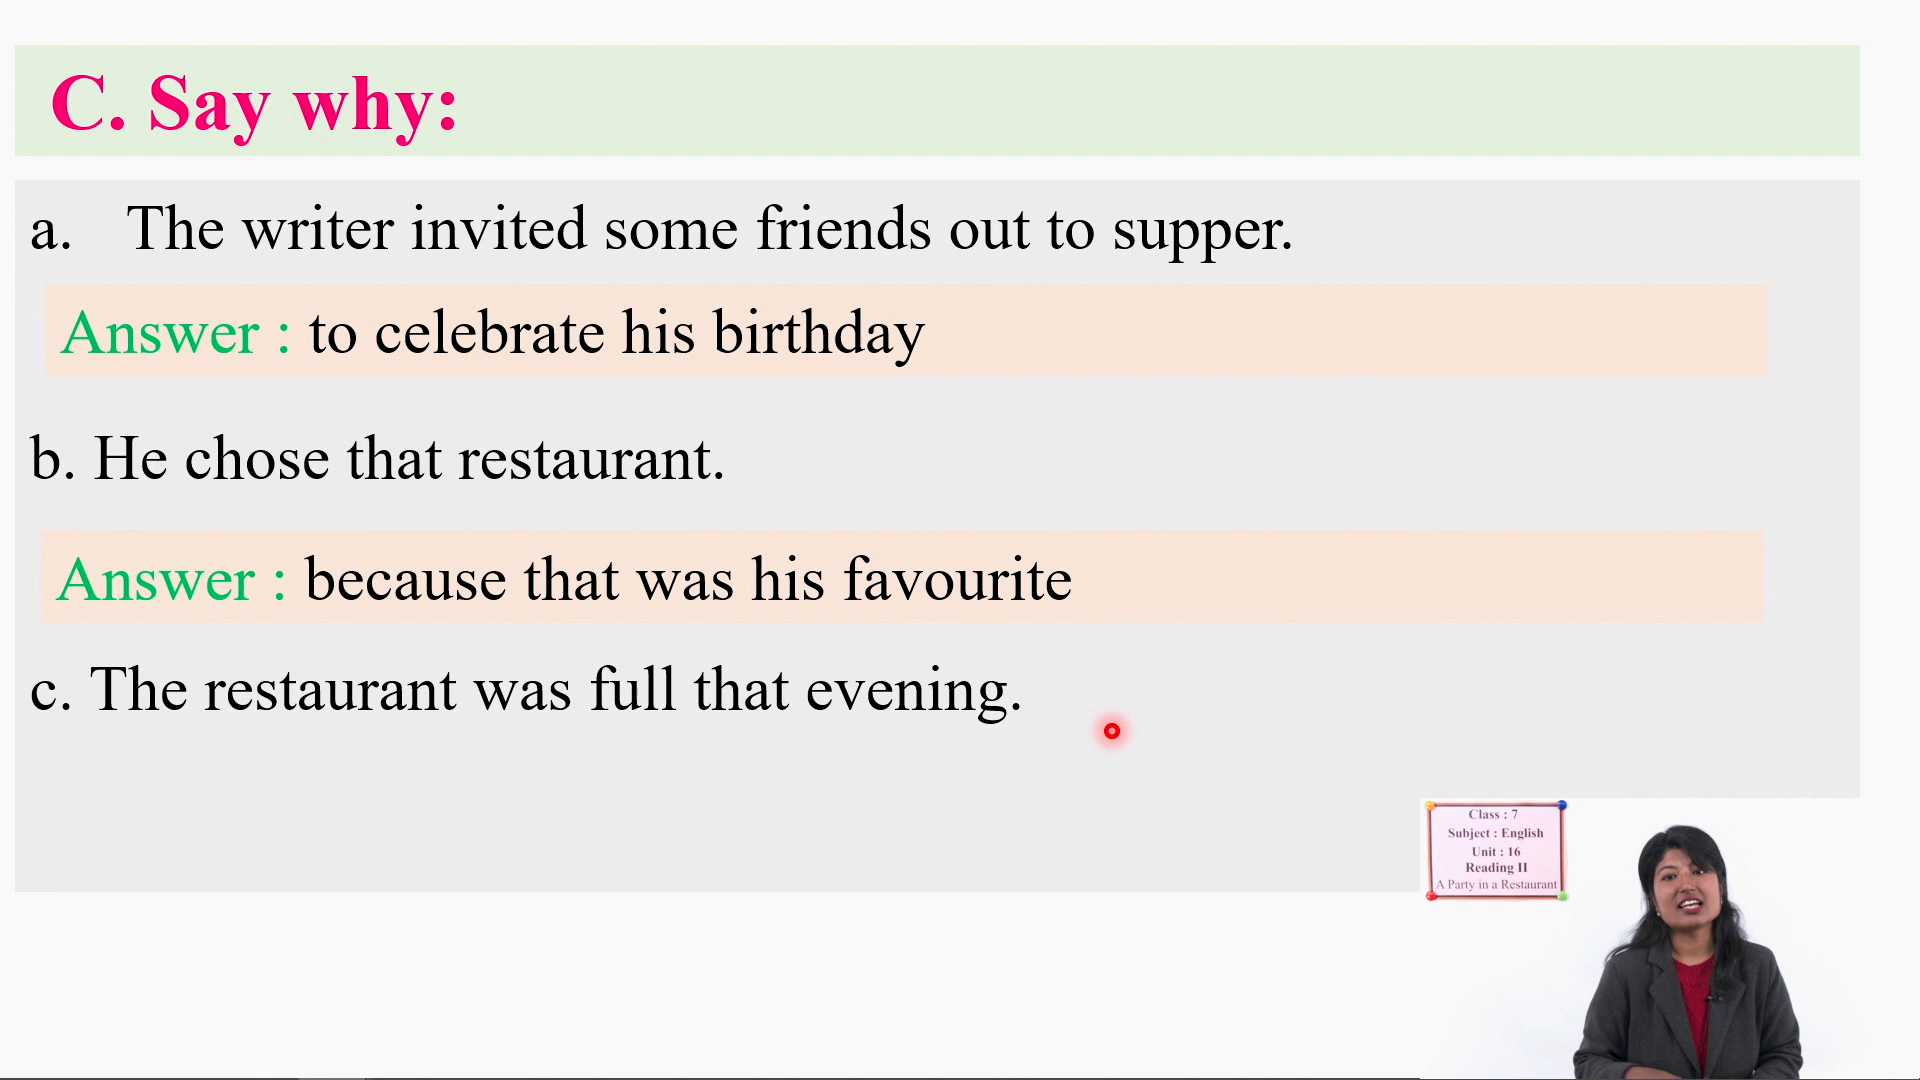 C. Say why:
a. The writer invited some friends out to supper.
Answer : to celebrate his birthday
b. He chose that restaurant.
Answer : because that was his favourite
c. The restaurant was full that evening.
Class : 7
Subject : English
Unit : 16
Reading II
A Party in a Restaurant